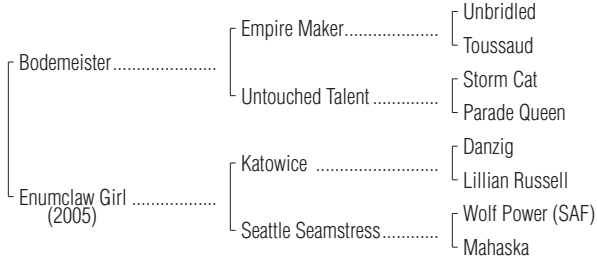 Unbridled
Empire Maker....................
Toussaud
Bodemeister......................
Storm Cat
Untouched Talent ..............
Parade Queen
Danzig
Katowice ..........................
Lillian Russell
Enumclaw Girl ..................
(2005)
Wolf Power (SAF)
Seattle Seamstress............
Mahaska